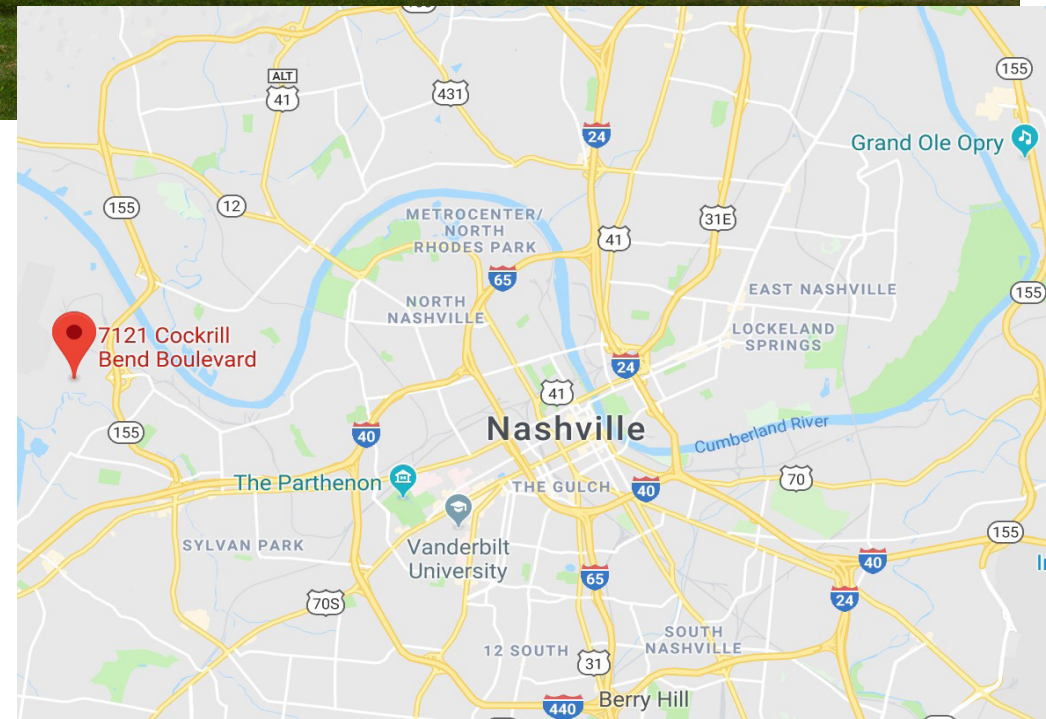 155
ALT
41
431
24
Grand Ole Opry
155
12
METROCENTER/
NORTH
RHODES PARK
41
31E
65
EAST NASHVILLE
155
NORTH
NASHVILLE
LOCKELAND
SPRINGS
7121 Cockrill
Bend Boulevard
24
41
Nashville
155
40
Cumberland River
The Parthenon
THE GULCH
40
70
SYLVAN PARK
Vanderbilt
University
155
40
65
24
70S
12 SOUTH
SOUTH
NASHVILLE
31
440
Berry Hill